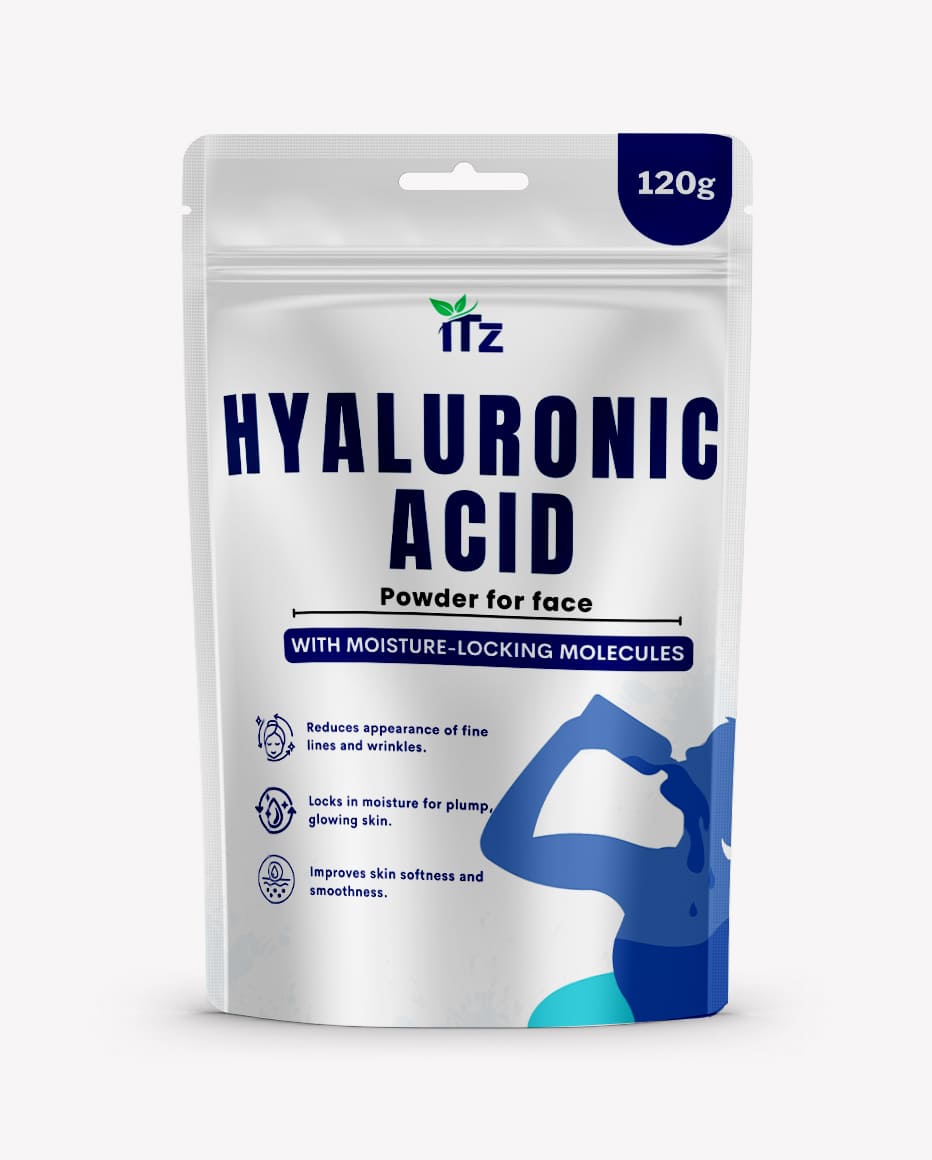 120g
ITZ
HYALURONIC
ACID
Powder for face
WITH MOISTURE-LOCKING MOLECULES
Reduces appearance of fine
lines and wrinkles.
Locks in moisture for plump,
glowing skin.
Improves skin softness and
smoothness.